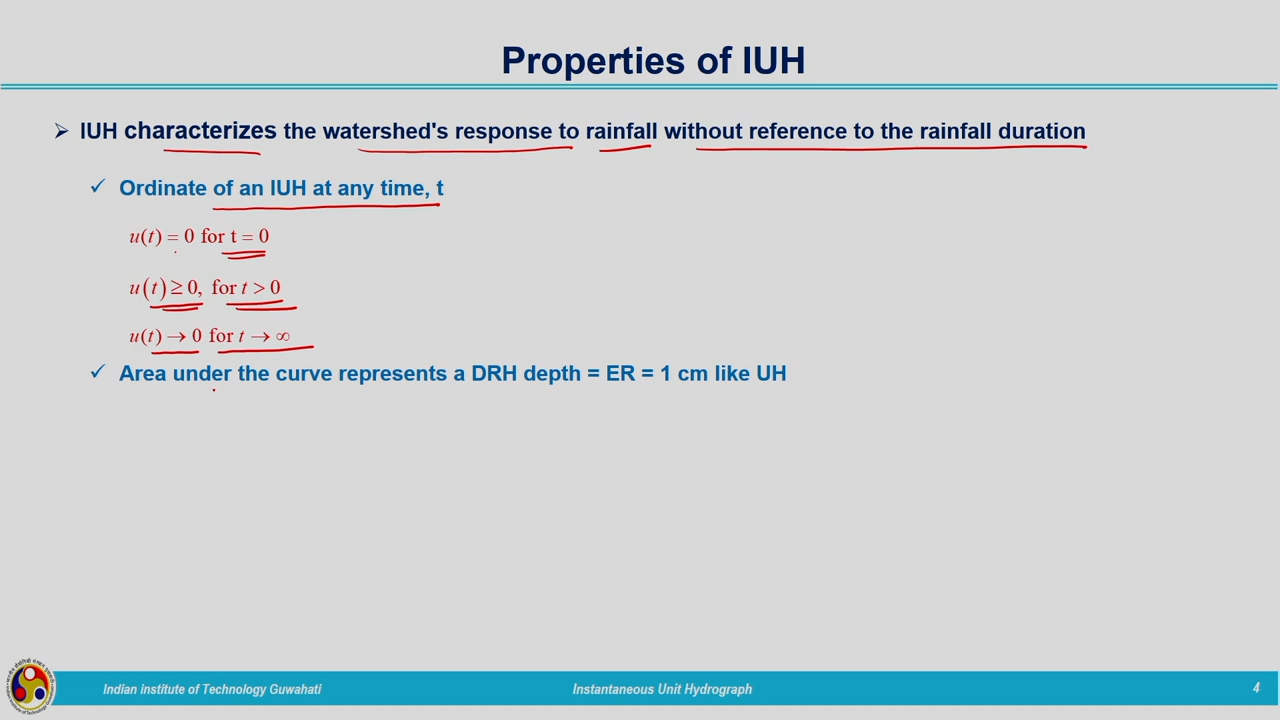 Properties of IUH
➢ IUH characterizes the watershed's response to rainfall without reference to the rainfall duration
✓ Ordinate of an IUH at any time, t
u(t) = 0 for t = 0
u(t) ≥ 0, for t > 0
u(t) → 0 for t → ∞
✓ Area under the curve represents a DRH depth = ER = 1 cm like UH
Indian institute of Technology Guwahati
Instantaneous Unit Hydrograph
4